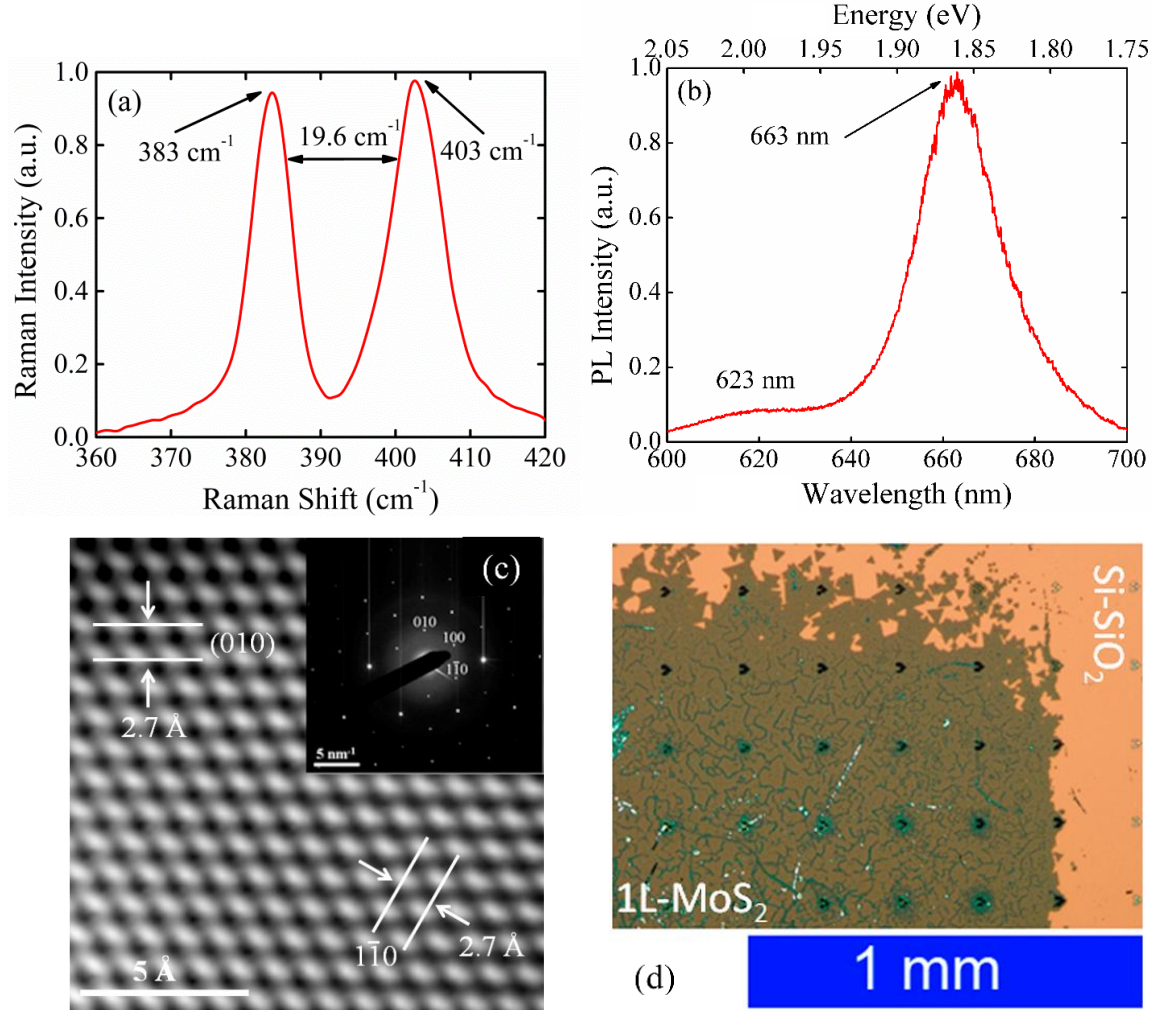 (a)
383 cm⁻¹
19.6 cm⁻¹
403 cm⁻¹
Raman Intensity (a.u.)
1.0
0.8
0.6
0.4
0.2
0.0
360 370 380 390 400 410 420
Raman Shift (cm⁻¹)
Energy (eV)
2.05 2.00 1.95 1.90 1.85 1.80 1.75
(b)
663 nm
623 nm
PL Intensity (a.u.)
1.0
0.8
0.6
0.4
0.2
0.0
600 620 640 660 680 700
Wavelength (nm)
(c)
010
100
11̅0
5 nm⁻¹
(010)
2.7 Å
11̅0
2.7 Å
5 Å
Si-SiO₂
1L-MoS₂
(d)
1 mm